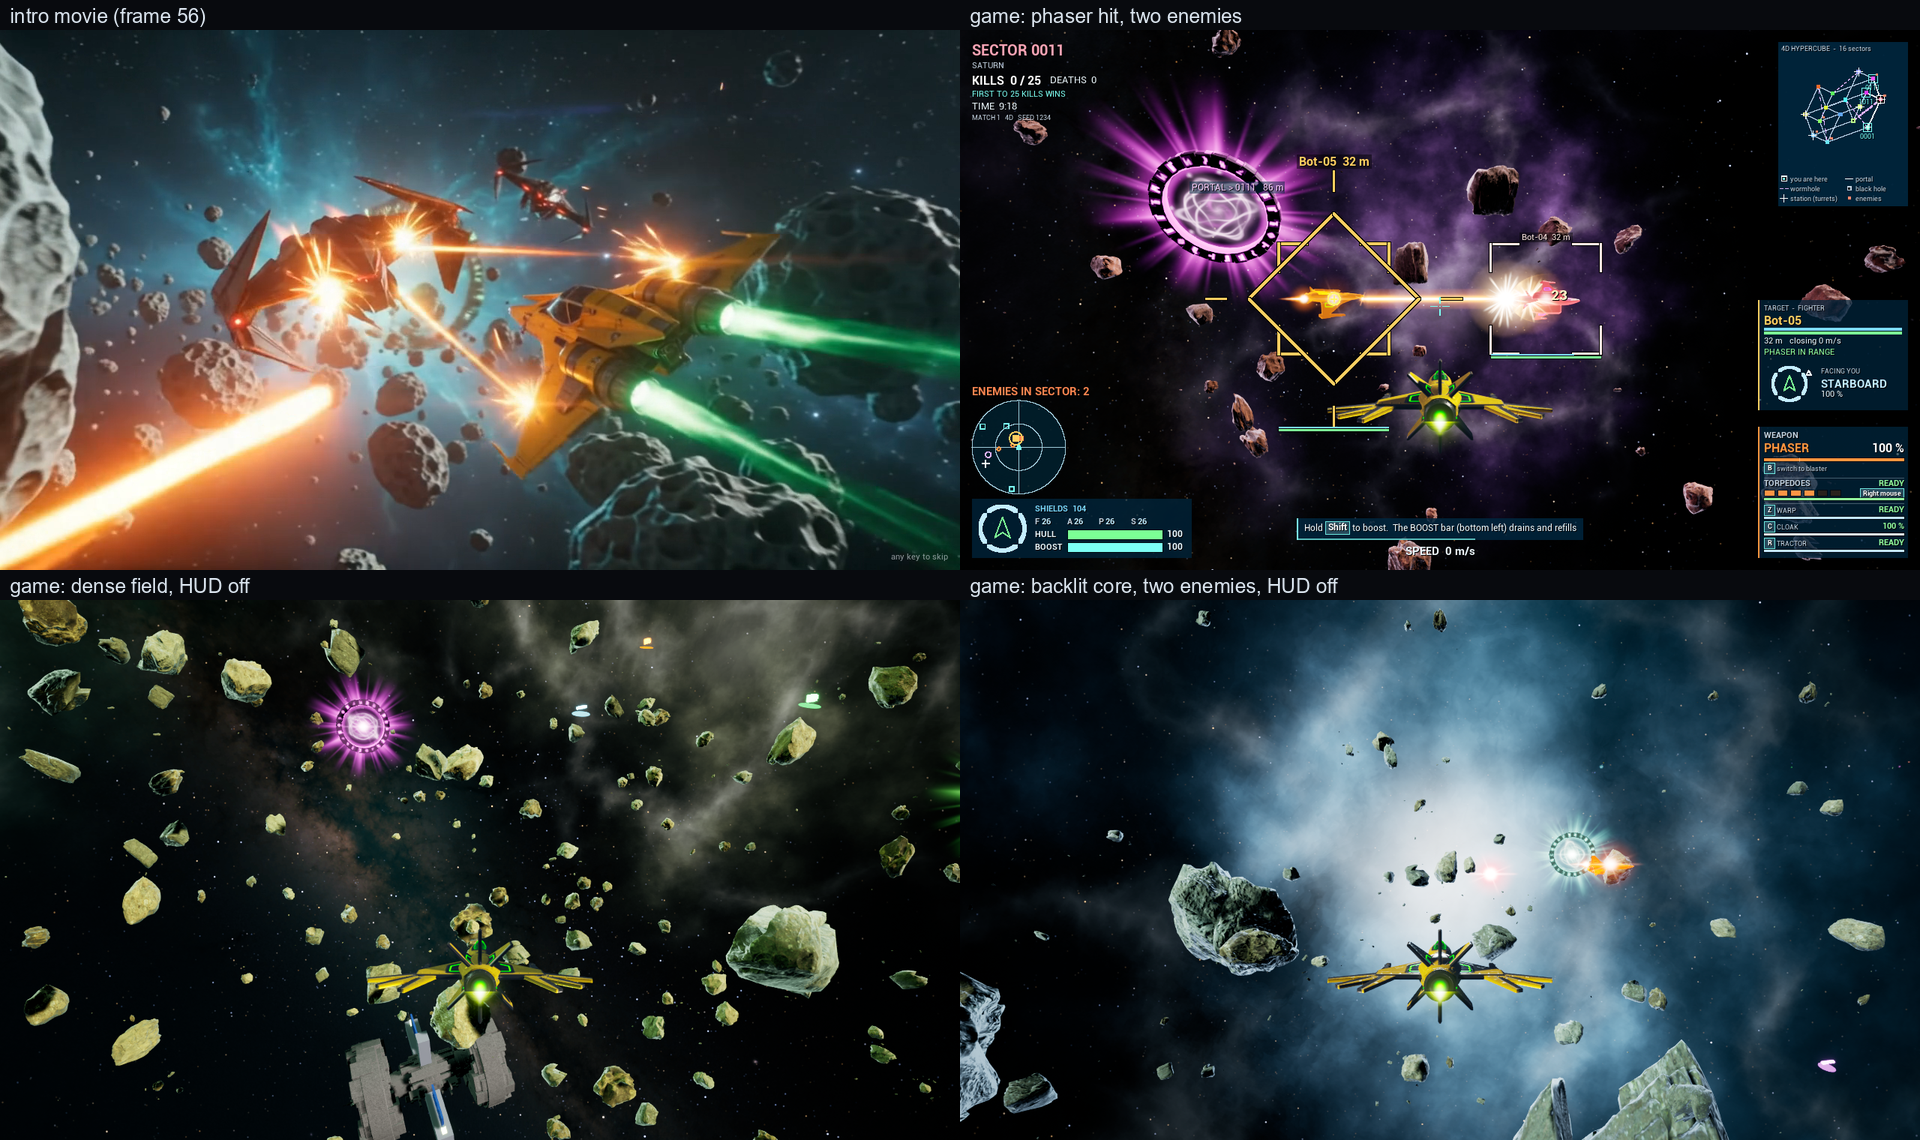 intro movie (frame 56)
any key to skip
game: phaser hit, two enemies
SECTOR 0011
SATURN
KILLS 0 / 25 DEATHS 0
FIRST TO 25 KILLS WINS
TIME 9:18
MATCH 1 4D SEED 1234
4D HYPERCUBE - 16 sectors
0001
you are here
portal
wormhole
black hole
station (turrets)
enemies
Bot-05 32 m
PORTAL > 0111 86 m
Bot-04 32 m
23
TARGET - FIGHTER
Bot-05
32 m closing 0 m/s
PHASER IN RANGE
FACING YOU
STARBOARD
100 %
ENEMIES IN SECTOR: 2
SHIELDS 104
F 26 A 26 P 26 S 26
HULL 100
BOOST 100
Hold Shift to boost. The BOOST bar (bottom left) drains and refills
SPEED 0 m/s
WEAPON
PHASER 100 %
B switch to blaster
TORPEDOES READY
Right mouse
Z WARP READY
C CLOAK 100 %
R TRACTOR READY
game: dense field, HUD off
game: backlit core, two enemies, HUD off